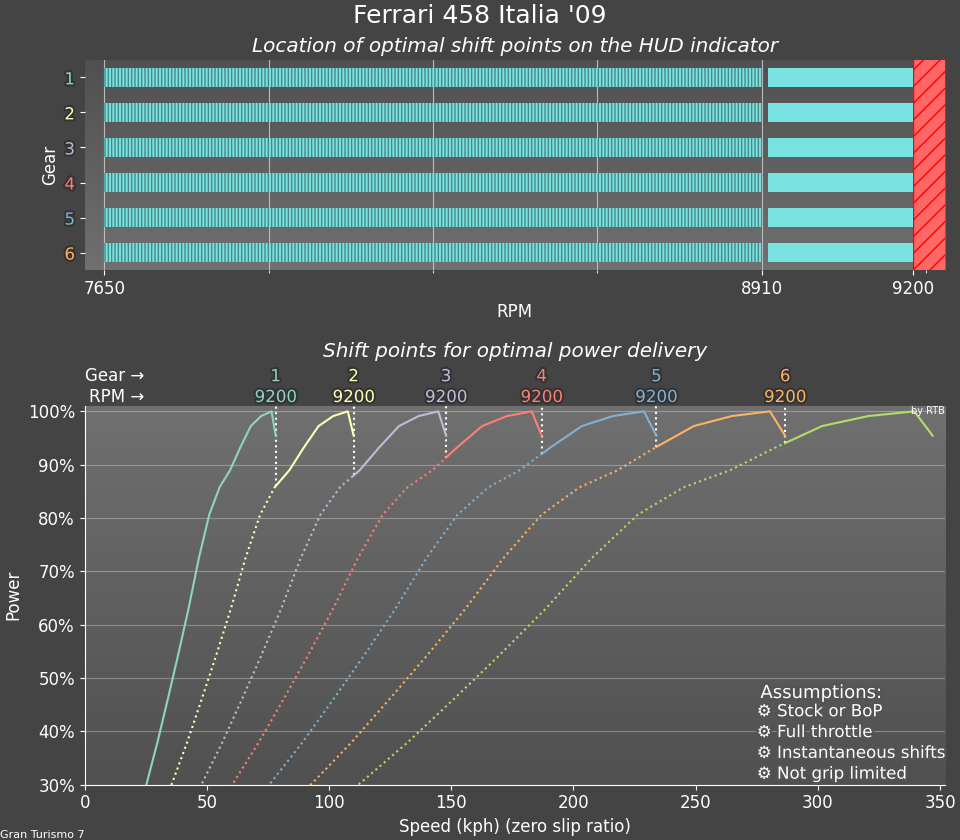 Ferrari 458 Italia '09
Location of optimal shift points on the HUD indicator
Gear
1
2
3
4
5
6
7650 8910 9200
RPM
Shift points for optimal power delivery
Gear → 1 2 3 4 5 6
RPM → 9200 9200 9200 9200 9200 9200
by RTB
Power
100%
90%
80%
70%
60%
50%
40%
30%
Assumptions:
⚙ Stock or BoP
⚙ Full throttle
⚙ Instantaneous shifts
⚙ Not grip limited
0 50 100 150 200 250 300 350
Speed (kph) (zero slip ratio)
Gran Turismo 7